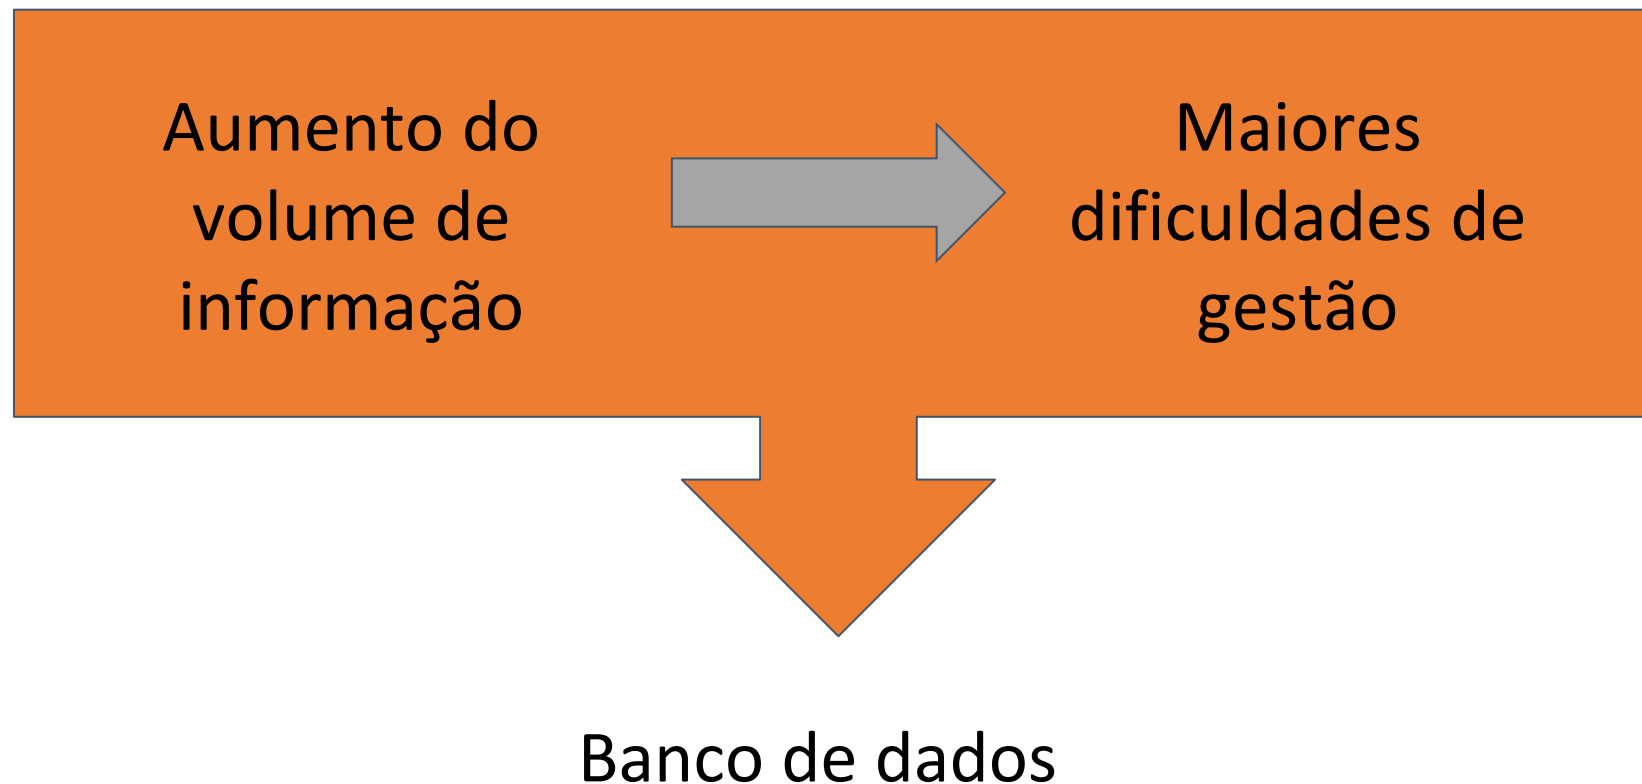 Aumento do
volume de
informação
Maiores
dificuldades de
gestão
Banco de dados